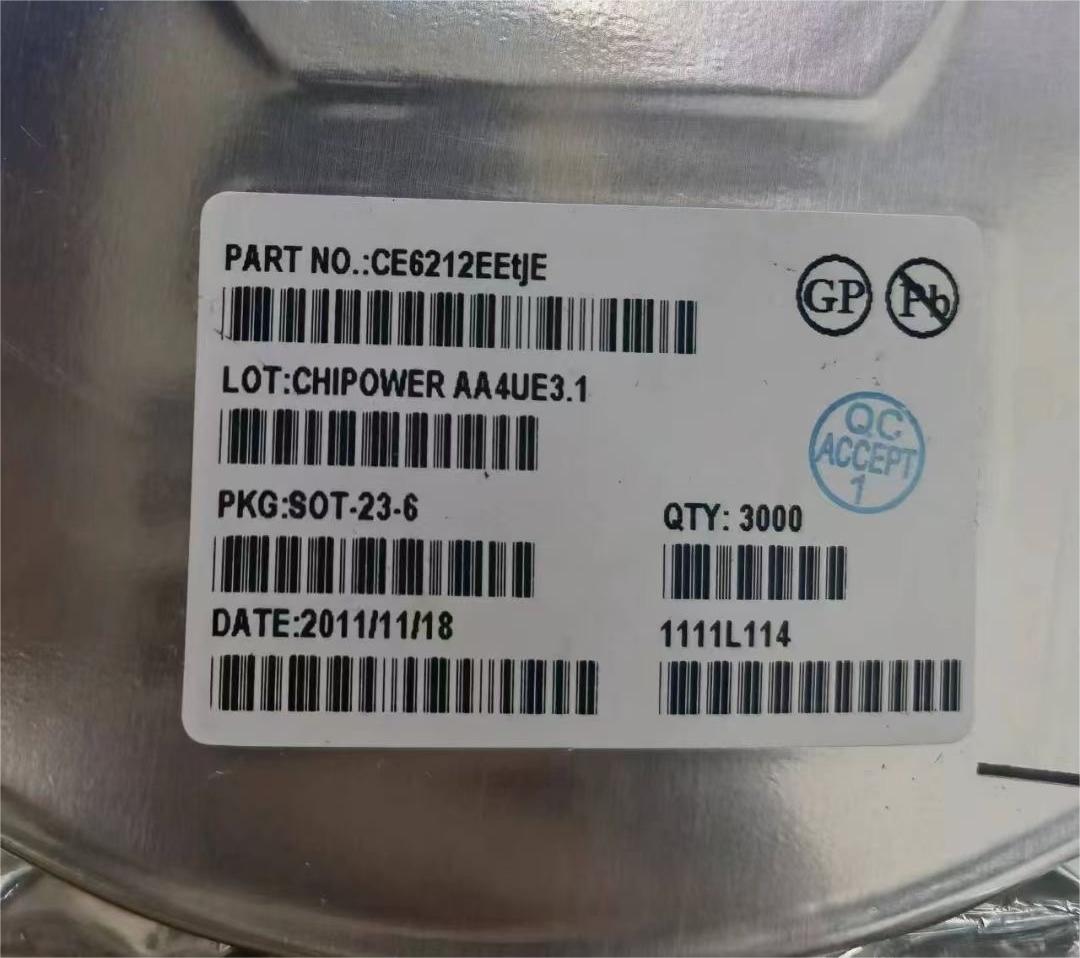 PART NO.:CE6212EEtjE
GP
Pb
LOT:CHIPOWER AA4UE3.1
QC
ACCEPT
1
PKG:SOT-23-6
QTY: 3000
DATE:2011/11/18
1111L114